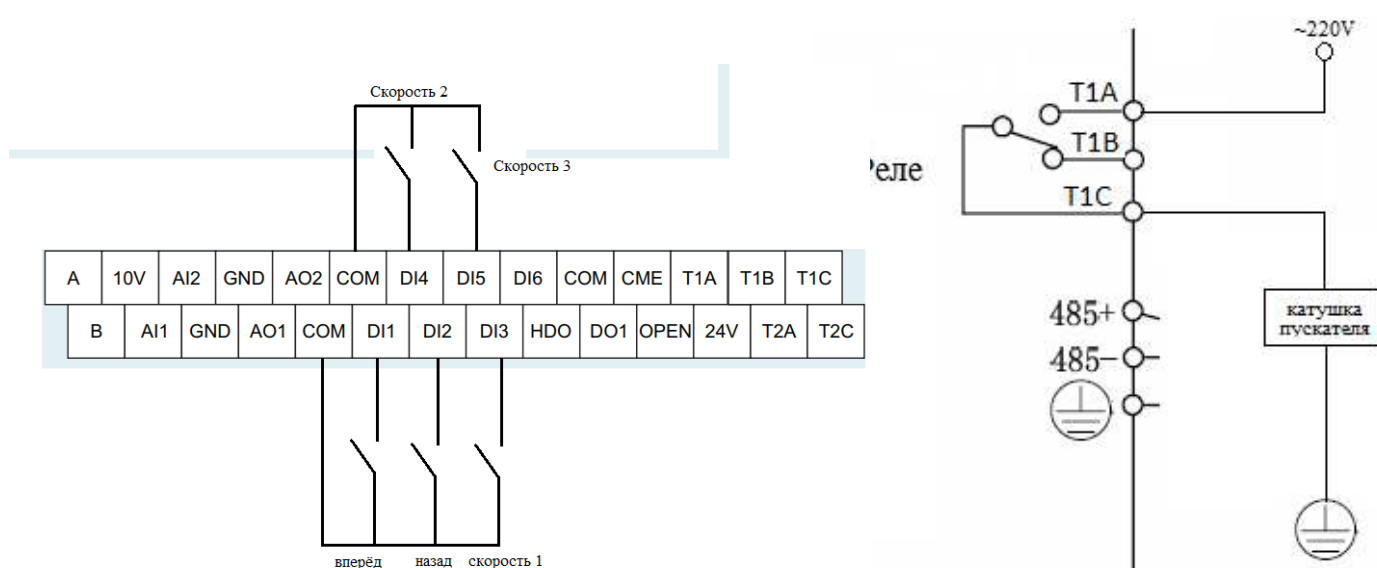 Скорость 2
Скорость 3
A 10V AI2 GND AO2 COM DI4 DI5 DI6 COM CME T1A T1B T1C
B AI1 GND AO1 COM DI1 DI2 DI3 HDO DO1 OPEN 24V T2A T2C
вперёд назад скорость 1
~220V
T1A
T1B
еле
T1C
485+
485-
катушка
пускателя